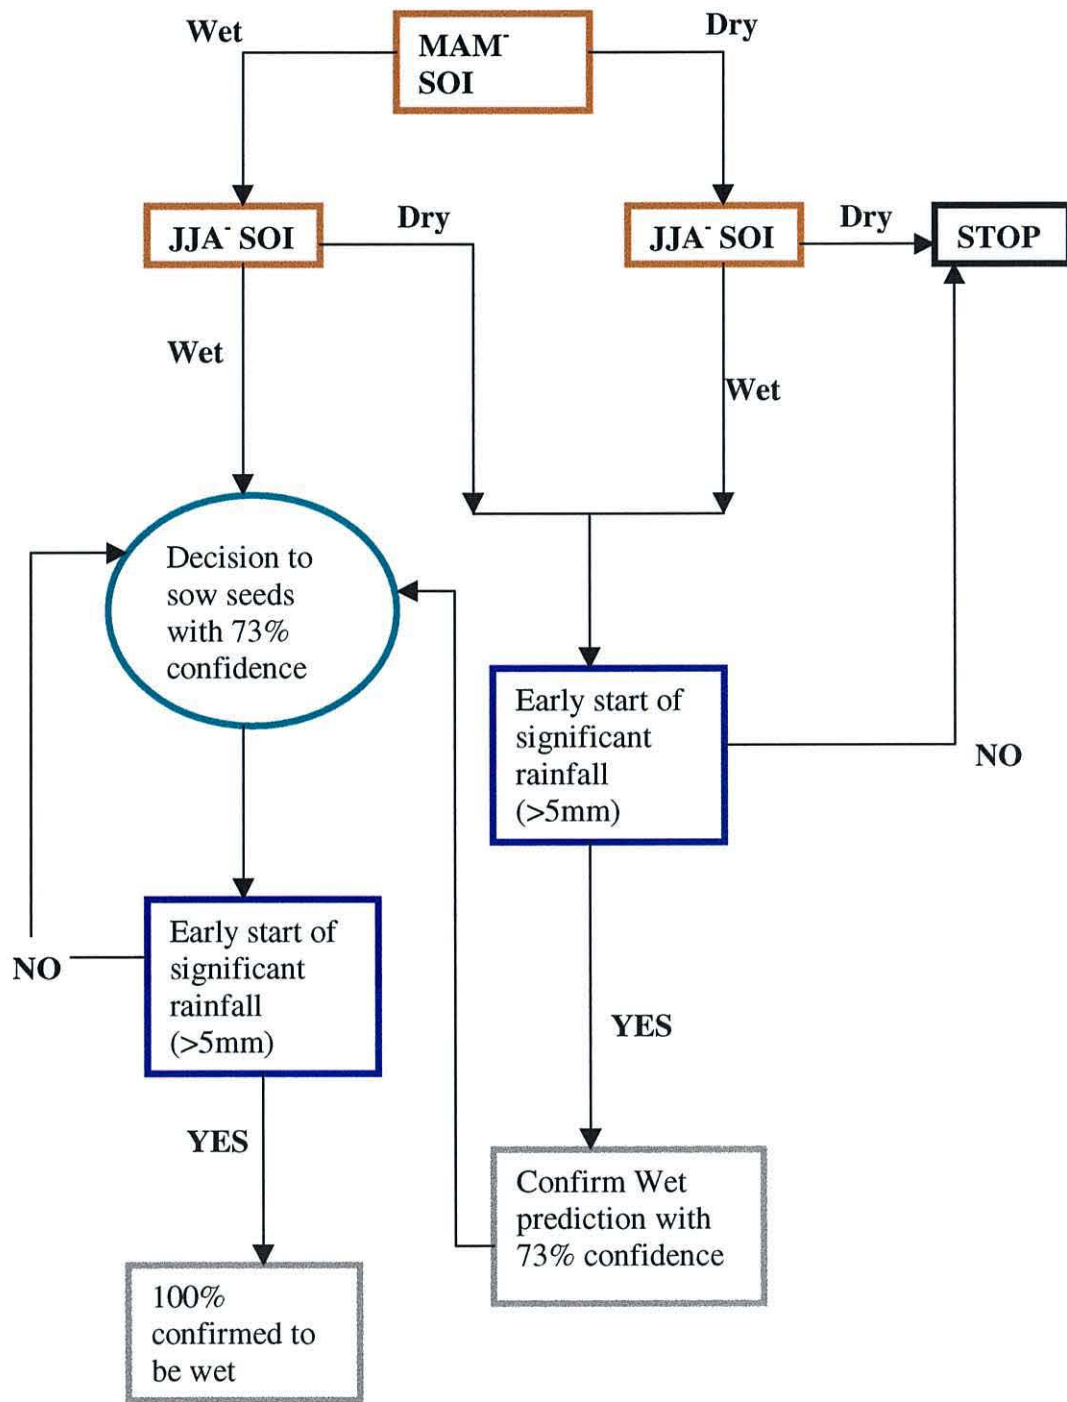 Wet
Dry
MAM⁻
SOI
JJA⁻ SOI
Dry
JJA⁻ SOI
Dry
STOP
Wet
Wet
Decision to
sow seeds
with 73%
confidence
Early start of
significant
rainfall
(>5mm)
NO
Early start of
significant
rainfall
(>5mm)
NO
YES
YES
Confirm Wet
prediction with
73% confidence
100%
confirmed to
be wet